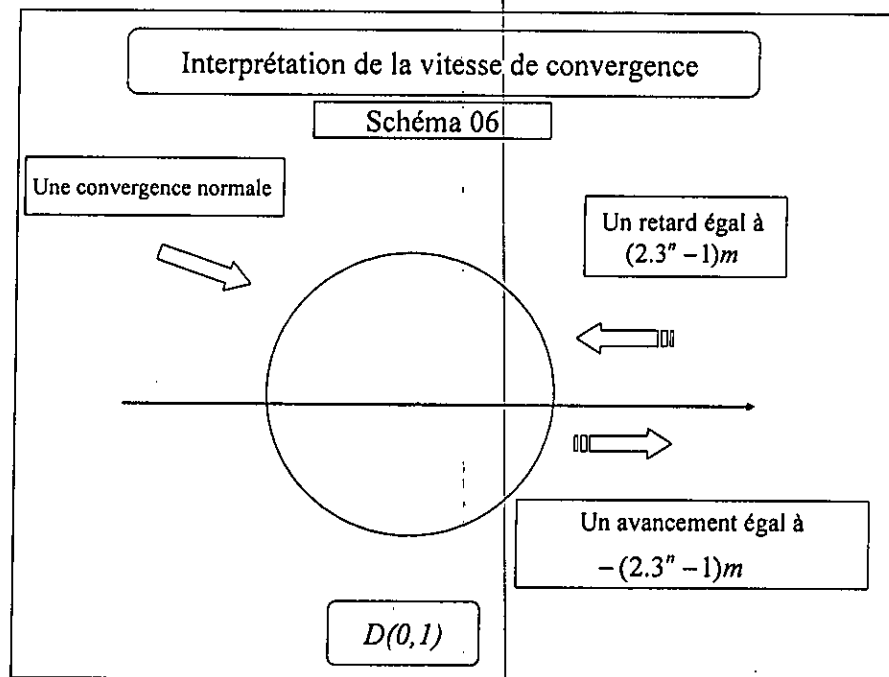 Interprétation de la vitesse de convergence
Schéma 06
Une convergence normale
Un retard égal à
(2.3ⁿ – 1)m
Un avancement égal à
–(2.3ⁿ – 1)m
D(0,1)